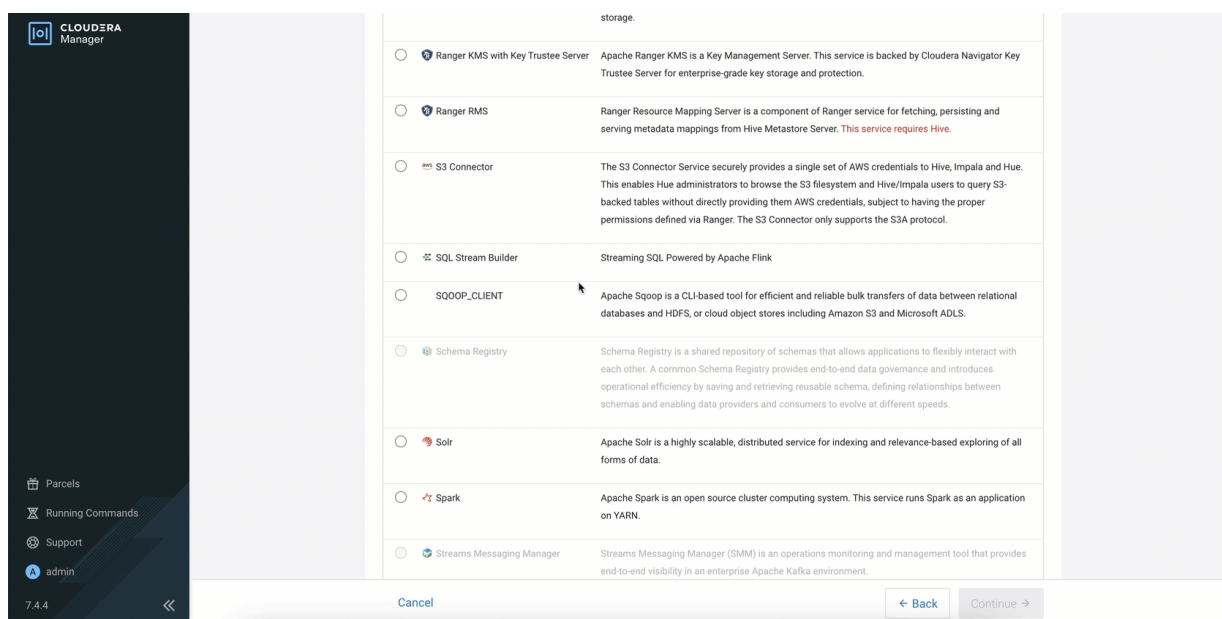 CLOUDERA
Manager
storage.
Ranger KMS with Key Trustee Server
Apache Ranger KMS is a Key Management Server. This service is backed by Cloudera Navigator Key
Trustee Server for enterprise-grade key storage and protection.
Ranger RMS
Ranger Resource Mapping Server is a component of Ranger service for fetching, persisting and
serving metadata mappings from Hive Metastore Server. This service requires Hive.
aws S3 Connector
The S3 Connector Service securely provides a single set of AWS credentials to Hive, Impala and Hue.
This enables Hue administrators to browse the S3 filesystem and Hive/Impala users to query S3-
backed tables without directly providing them AWS credentials, subject to having the proper
permissions defined via Ranger. The S3 Connector only supports the S3A protocol.
SQL Stream Builder
Streaming SQL Powered by Apache Flink
SQOOP_CLIENT
Apache Sqoop is a CLI-based tool for efficient and reliable bulk transfers of data between relational
databases and HDFS, or cloud object stores including Amazon S3 and Microsoft ADLS.
Schema Registry
Schema Registry is a shared repository of schemas that allows applications to flexibly interact with
each other. A common Schema Registry provides end-to-end data governance and introduces
operational efficiency by saving and retrieving reusable schema, defining relationships between
schemas and enabling data providers and consumers to evolve at different speeds.
Solr
Apache Solr is a highly scalable, distributed service for indexing and relevance-based exploring of all
forms of data.
Spark
Apache Spark is an open source cluster computing system. This service runs Spark as an application
on YARN.
Streams Messaging Manager
Streams Messaging Manager (SMM) is an operations monitoring and management tool that provides
end-to-end visibility in an enterprise Apache Kafka environment.
Parcels
Running Commands
Support
A admin
7.4.4
Cancel
← Back
Continue →